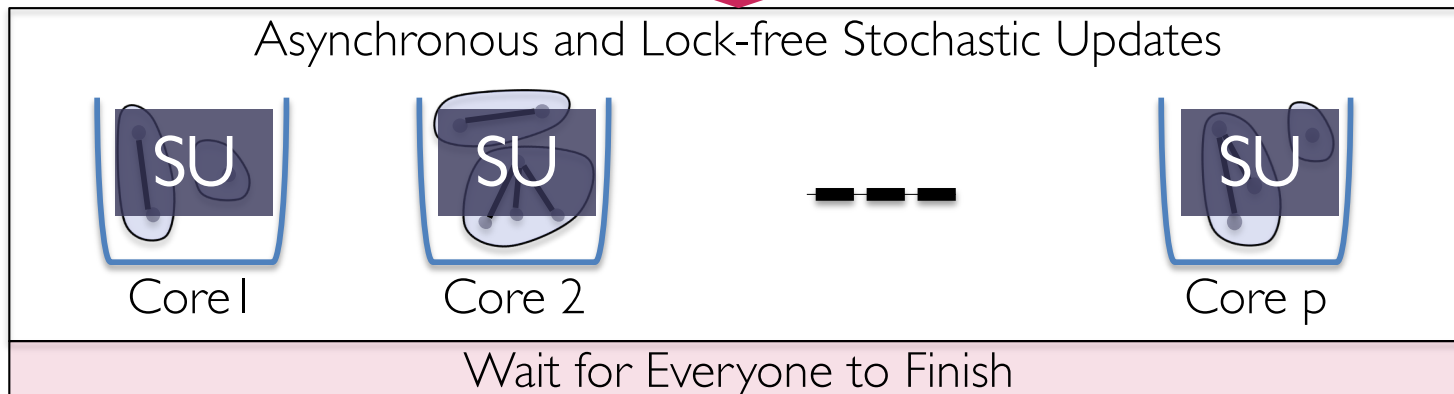 Asynchronous and Lock-free Stochastic Updates
SU SU SU
Core1 Core 2 Core p
Wait for Everyone to Finish